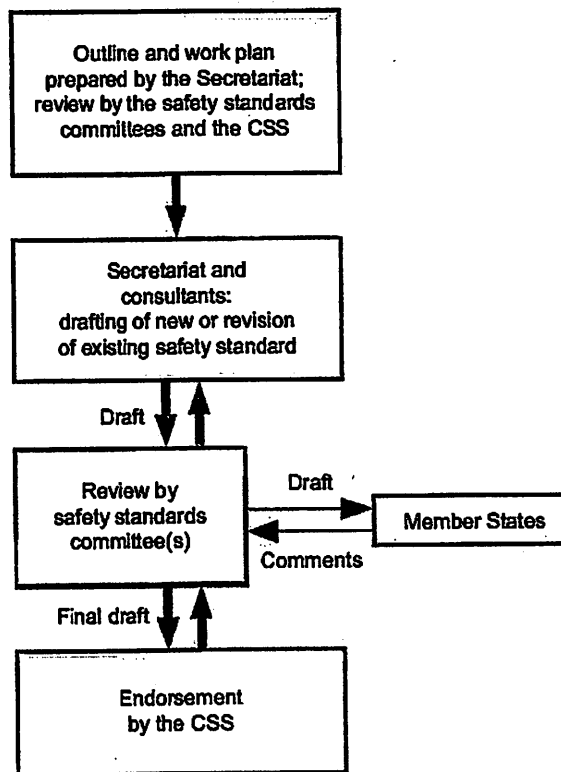 Outline and work plan
prepared by the Secretariat;
review by the safety standards
committees and the CSS
Secretariat and
consultants:
drafting of new or revision
of existing safety standard
Draft
Review by
safety standards
committee(s)
Draft
Member States
Comments
Final draft
Endorsement
by the CSS